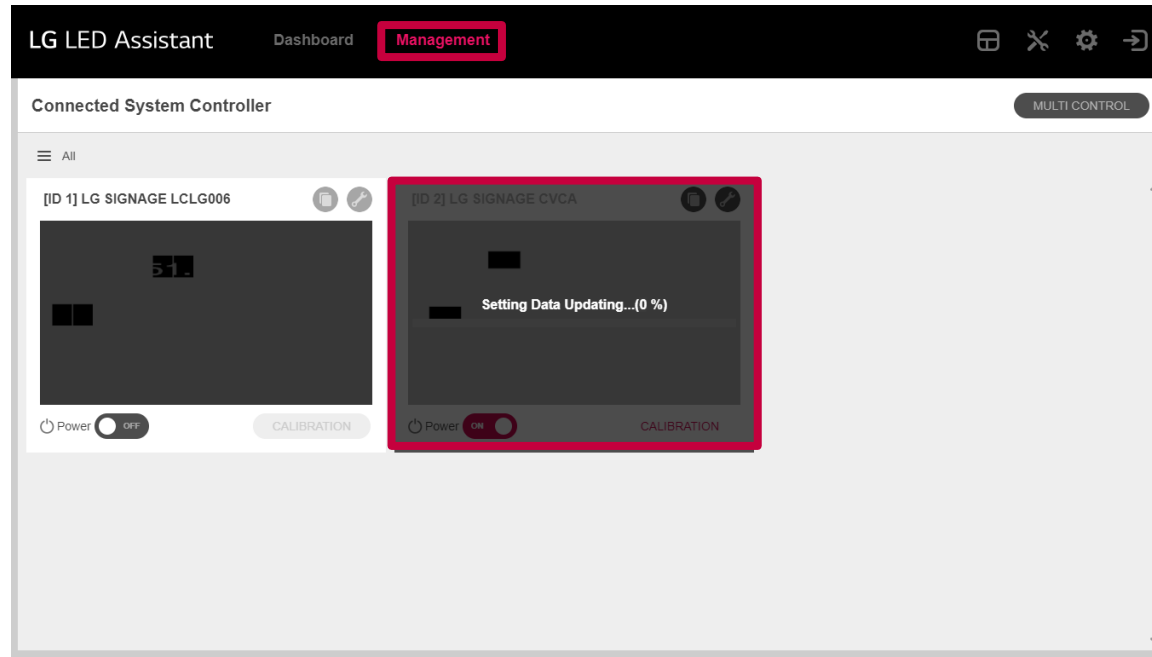 LG LED Assistant Dashboard Management
Connected System Controller MULTI CONTROL
All
[ID 1] LG SIGNAGE LCLG006 [ID 2] LG SIGNAGE CVCA
51.
Setting Data Updating...(0 %)
Power OFF CALIBRATION Power ON CALIBRATION